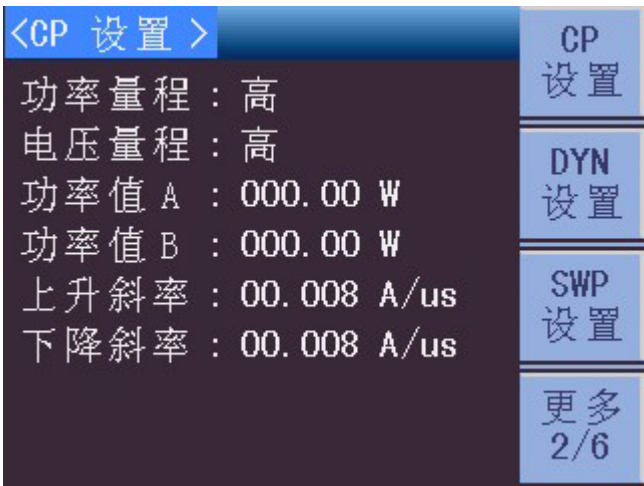 <CP 设置 >
功率量程 : 高
电压量程 : 高
功率值 A : 000.00 W
功率值 B : 000.00 W
上升斜率 : 00.008 A/us
下降斜率 : 00.008 A/us
CP
设置
DYN
设置
SWP
设置
更多
2/6